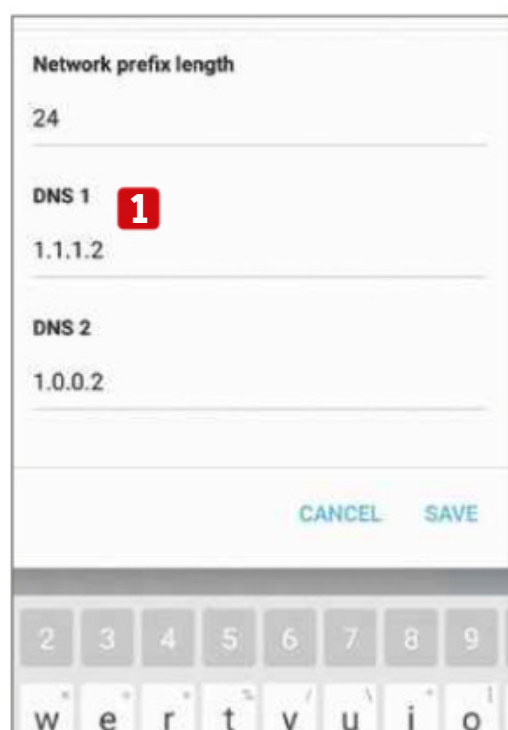 Network prefix length
24
DNS 1
1
1.1.1.2
DNS 2
1.0.0.2
CANCEL SAVE
2 3 4 5 6 7 8 9
w e r t y u i o